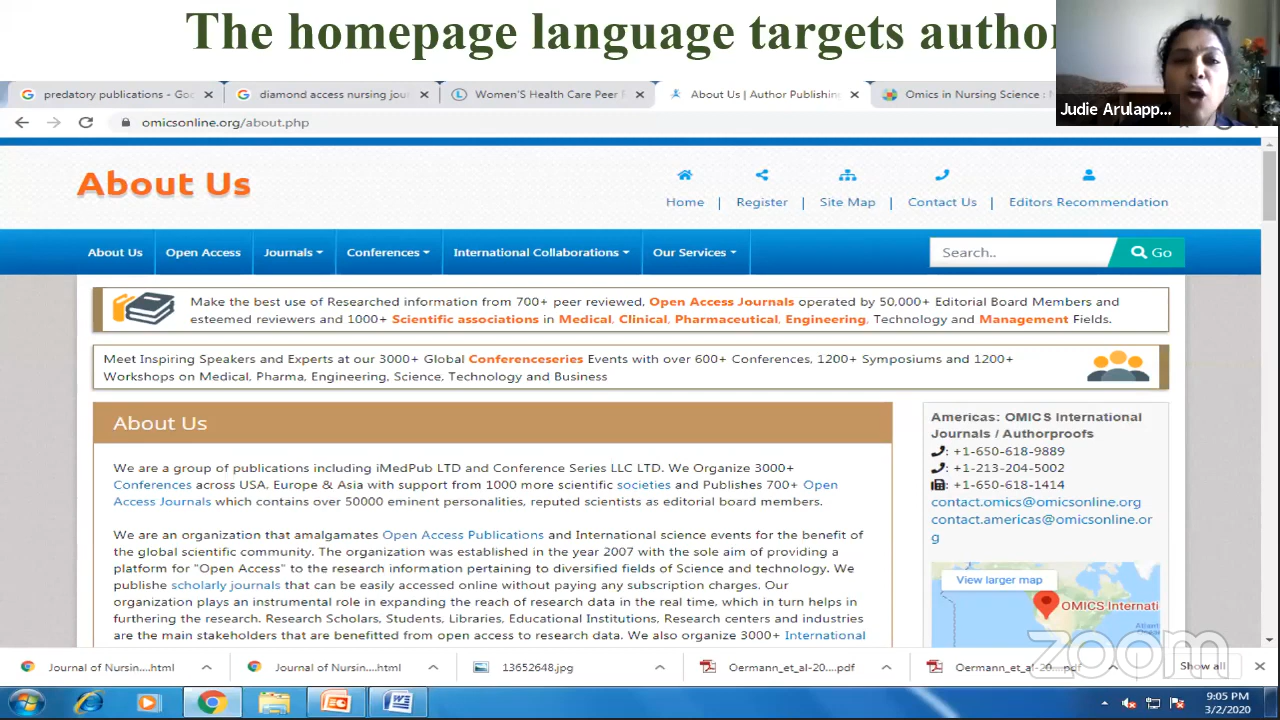 The homepage language targets autho
Judie Arulapp...
predatory publications - Goo
diamond access nursing jou
Women'S Health Care Peer R
About Us | Author Publishin
Omics in Nursing Science :
omicsonline.org/about.php
About Us
Home | Register | Site Map | Contact Us | Editors Recommendation
About Us Open Access Journals Conferences International Collaborations Our Services
Search.. Go
Make the best use of Researched information from 700+ peer reviewed, Open Access Journals operated by 50,000+ Editorial Board Members and
esteemed reviewers and 1000+ Scientific associations in Medical, Clinical, Pharmaceutical, Engineering, Technology and Management Fields.
Meet Inspiring Speakers and Experts at our 3000+ Global Conferenceseries Events with over 600+ Conferences, 1200+ Symposiums and 1200+
Workshops on Medical, Pharma, Engineering, Science, Technology and Business
About Us
We are a group of publications including iMedPub LTD and Conference Series LLC LTD. We Organize 3000+
Conferences across USA, Europe & Asia with support from 1000 more scientific societies and Publishes 700+ Open
Access Journals which contains over 50000 eminent personalities, reputed scientists as editorial board members.
We are an organization that amalgamates Open Access Publications and International science events for the benefit of
the global scientific community. The organization was established in the year 2007 with the sole aim of providing a
platform for "Open Access" to the research information pertaining to diversified fields of Science and technology. We
publishe scholarly journals that can be easily accessed online without paying any subscription charges. Our
organization plays an instrumental role in expanding the reach of research data in the real time, which in turn helps in
furthering the research. Research Scholars, Students, Libraries, Educational Institutions, Research centers and industries
are the main stakeholders that are benefitted from open access to research data. We also organize 3000+ International
Americas: OMICS International
Journals / Authorproofs
: +1-650-618-9889
: +1-213-204-5002
: +1-650-618-1414
contact.omics@omicsonline.org
contact.americas@omicsonline.or
g
View larger map
OMICS Internati
zoom
Journal of Nursin....html
Journal of Nursin....html
13652648.jpg
Oermann_et_al-20....pdf
Oermann_et_al-20....pdf
Show all
9:05 PM
3/2/2020